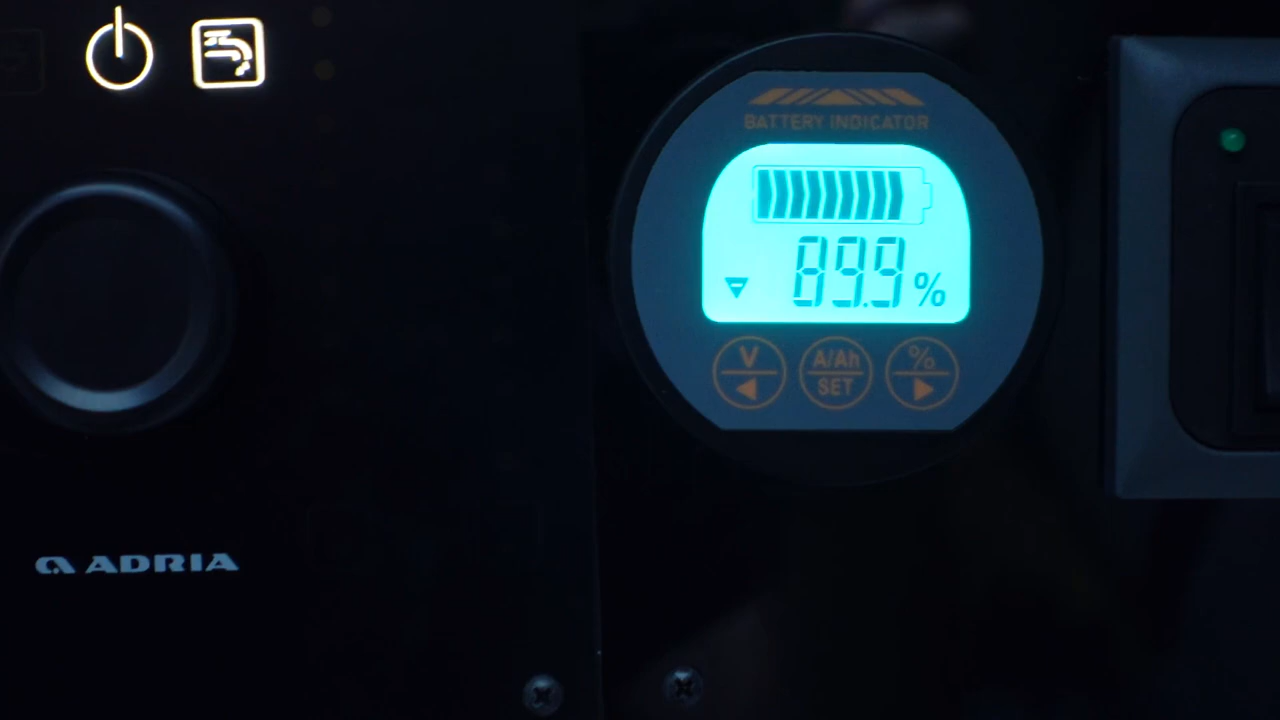 BATTERY INDICATOR
89.9 %
V
A/Ah
SET
%
ADRIA